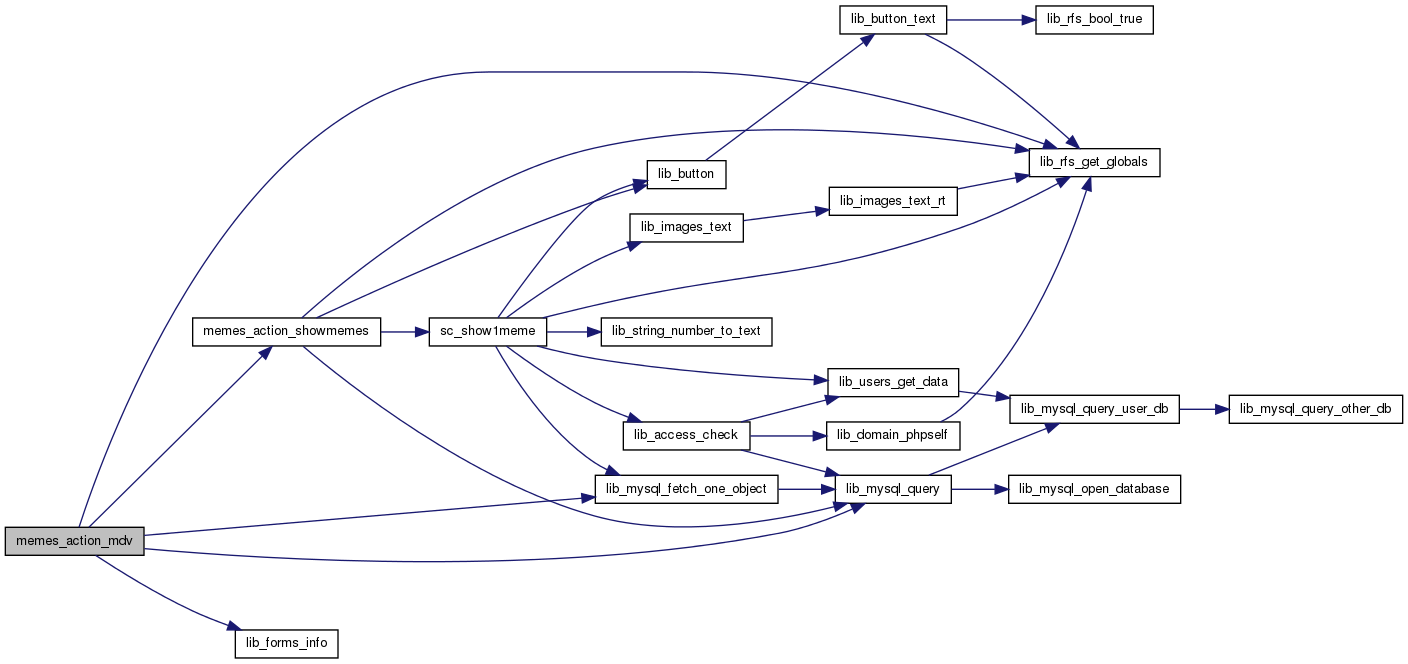 lib_button_text
lib_rfs_bool_true
lib_rfs_get_globals
lib_button
lib_images_text_rt
lib_images_text
memes_action_showmemes
sc_show1meme
lib_string_number_to_text
lib_users_get_data
lib_mysql_query_user_db
lib_mysql_query_other_db
lib_access_check
lib_domain_phpself
lib_mysql_fetch_one_object
lib_mysql_query
lib_mysql_open_database
memes_action_mdv
lib_forms_info